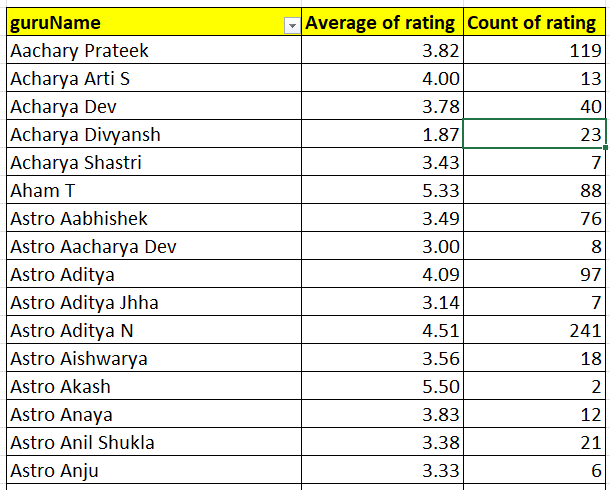 guruName Average of rating Count of rating
Aachary Prateek 3.82 119
Acharya Arti S 4.00 13
Acharya Dev 3.78 40
Acharya Divyansh 1.87 23
Acharya Shastri 3.43 7
Aham T 5.33 88
Astro Aabhishek 3.49 76
Astro Aacharya Dev 3.00 8
Astro Aditya 4.09 97
Astro Aditya Jhha 3.14 7
Astro Aditya N 4.51 241
Astro Aishwarya 3.56 18
Astro Akash 5.50 2
Astro Anaya 3.83 12
Astro Anil Shukla 3.38 21
Astro Anju 3.33 6